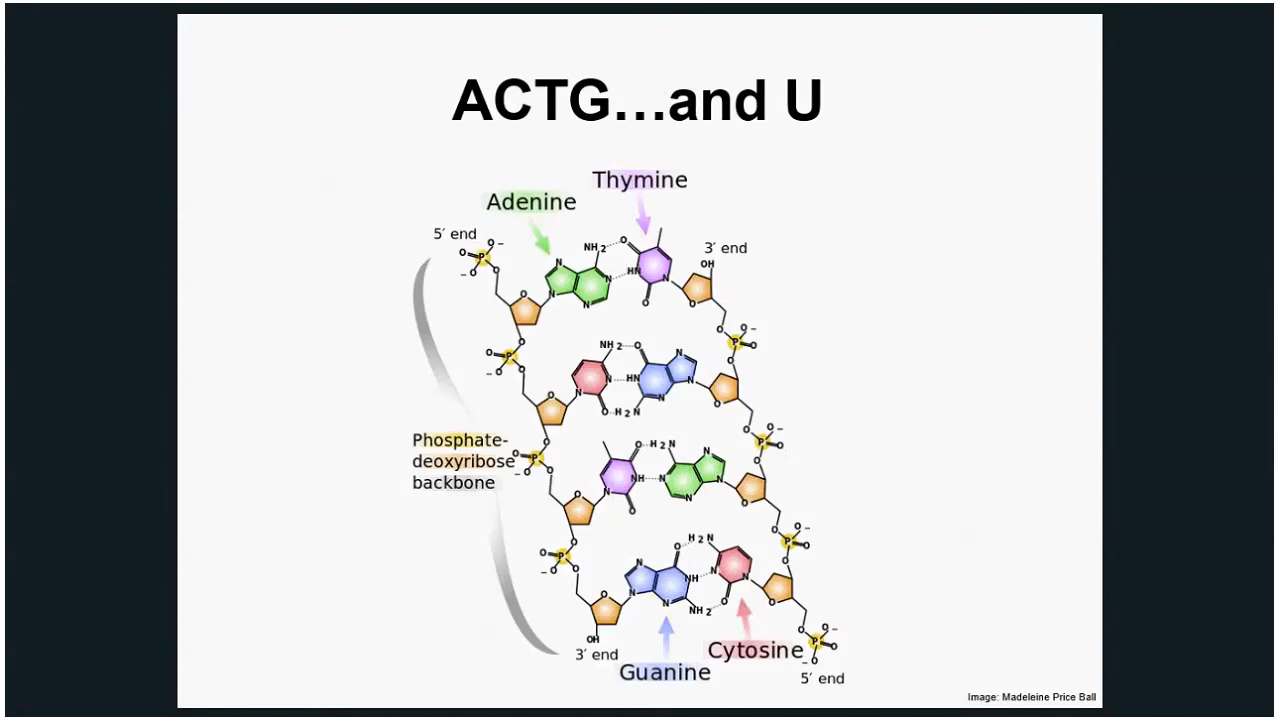 ACTG…and U
Thymine
Adenine
5′ end
3′ end
Phosphate-
deoxyribose
backbone
3′ end
Guanine
Cytosine
5′ end
Image: Madeleine Price Ball